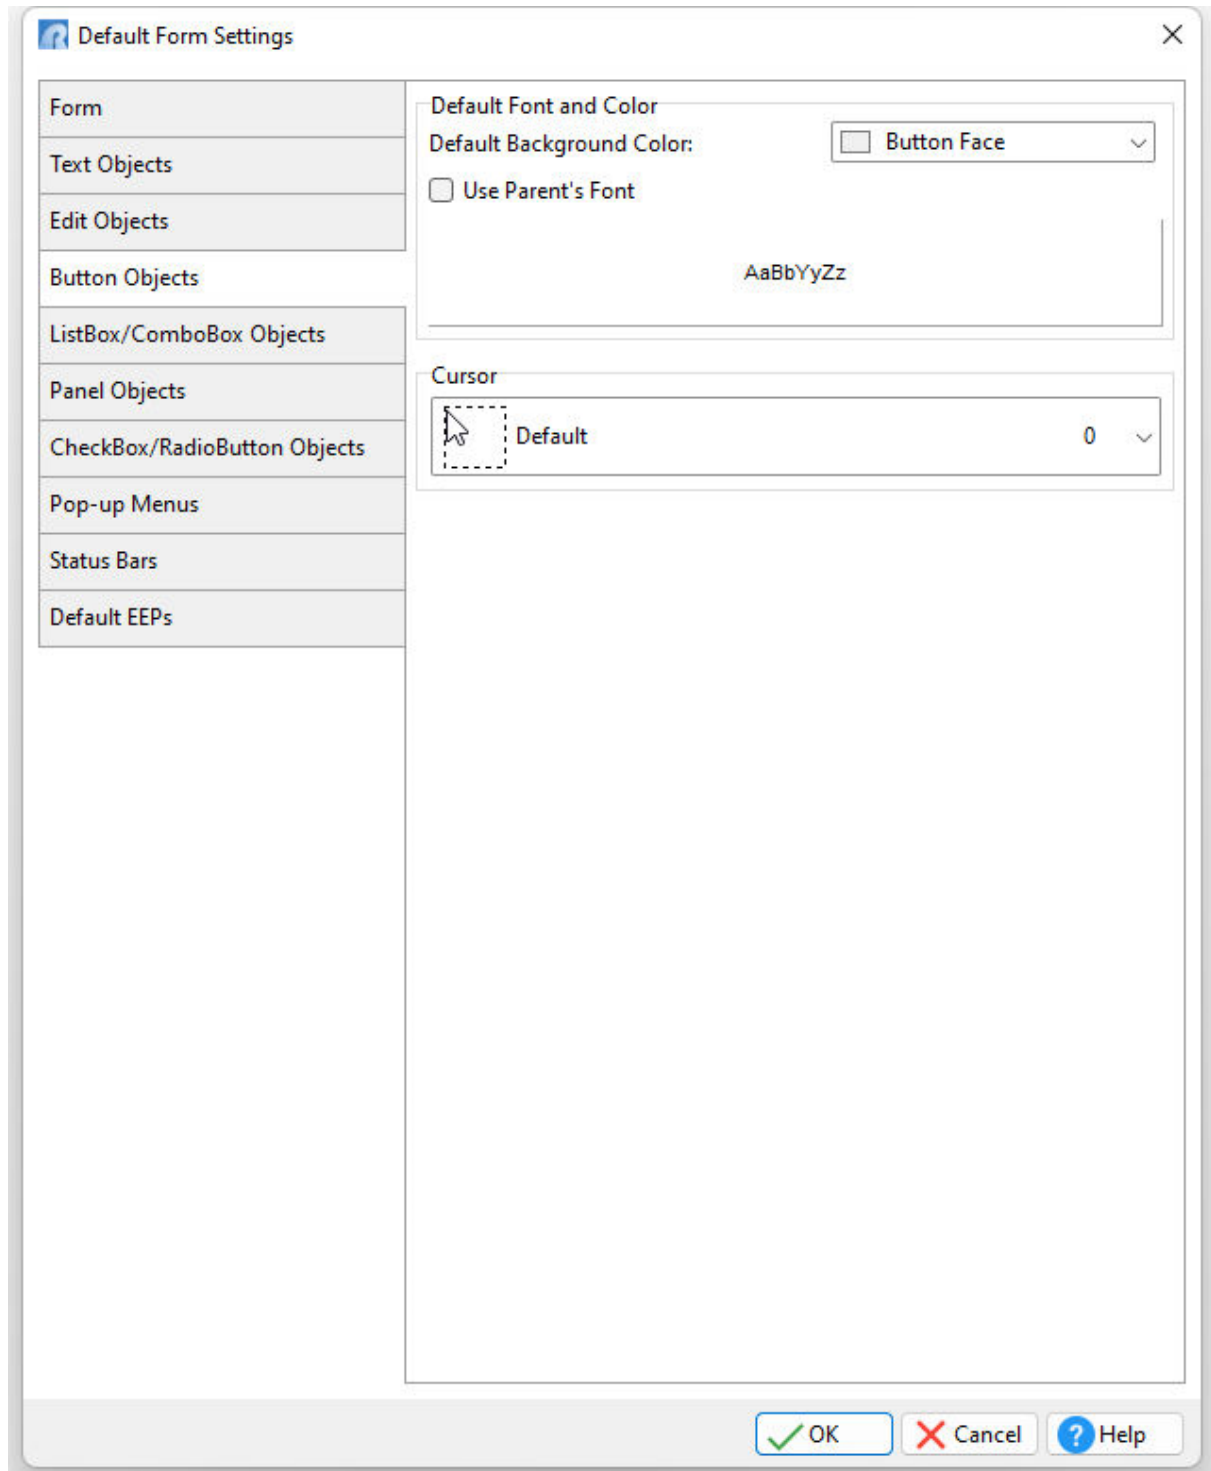 Default Form Settings
Form
Text Objects
Edit Objects
Button Objects
ListBox/ComboBox Objects
Panel Objects
CheckBox/RadioButton Objects
Pop-up Menus
Status Bars
Default EEPs
Default Font and Color
Default Background Color: Button Face
Use Parent's Font
AaBbYyZz
Cursor
Default 0
OK Cancel ? Help